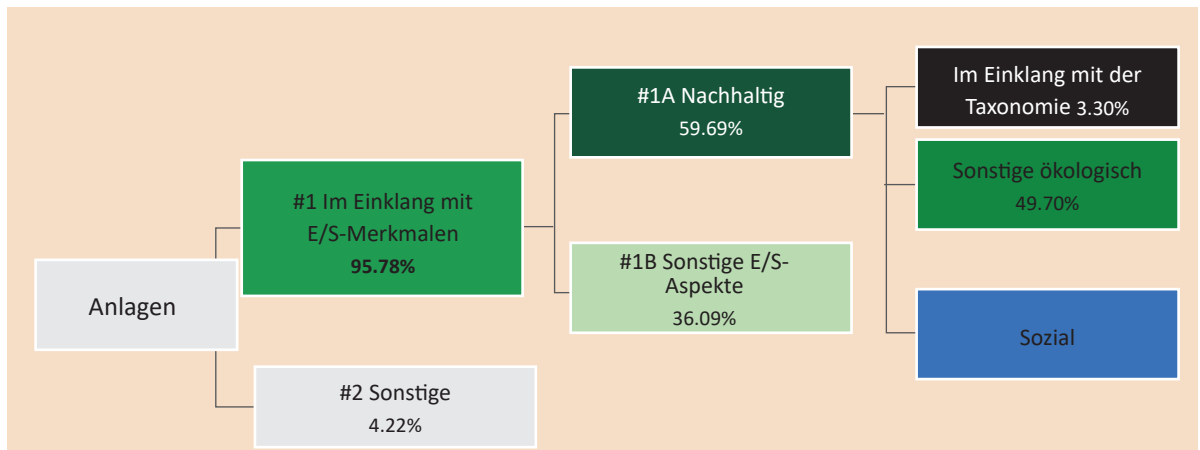 Anlagen
#1 Im Einklang mit
E/S-Merkmalen
95.78%
#2 Sonstige
4.22%
#1A Nachhaltig
59.69%
#1B Sonstige E/S-
Aspekte
36.09%
Im Einklang mit der
Taxonomie 3.30%
Sonstige ökologisch
49.70%
Sozial